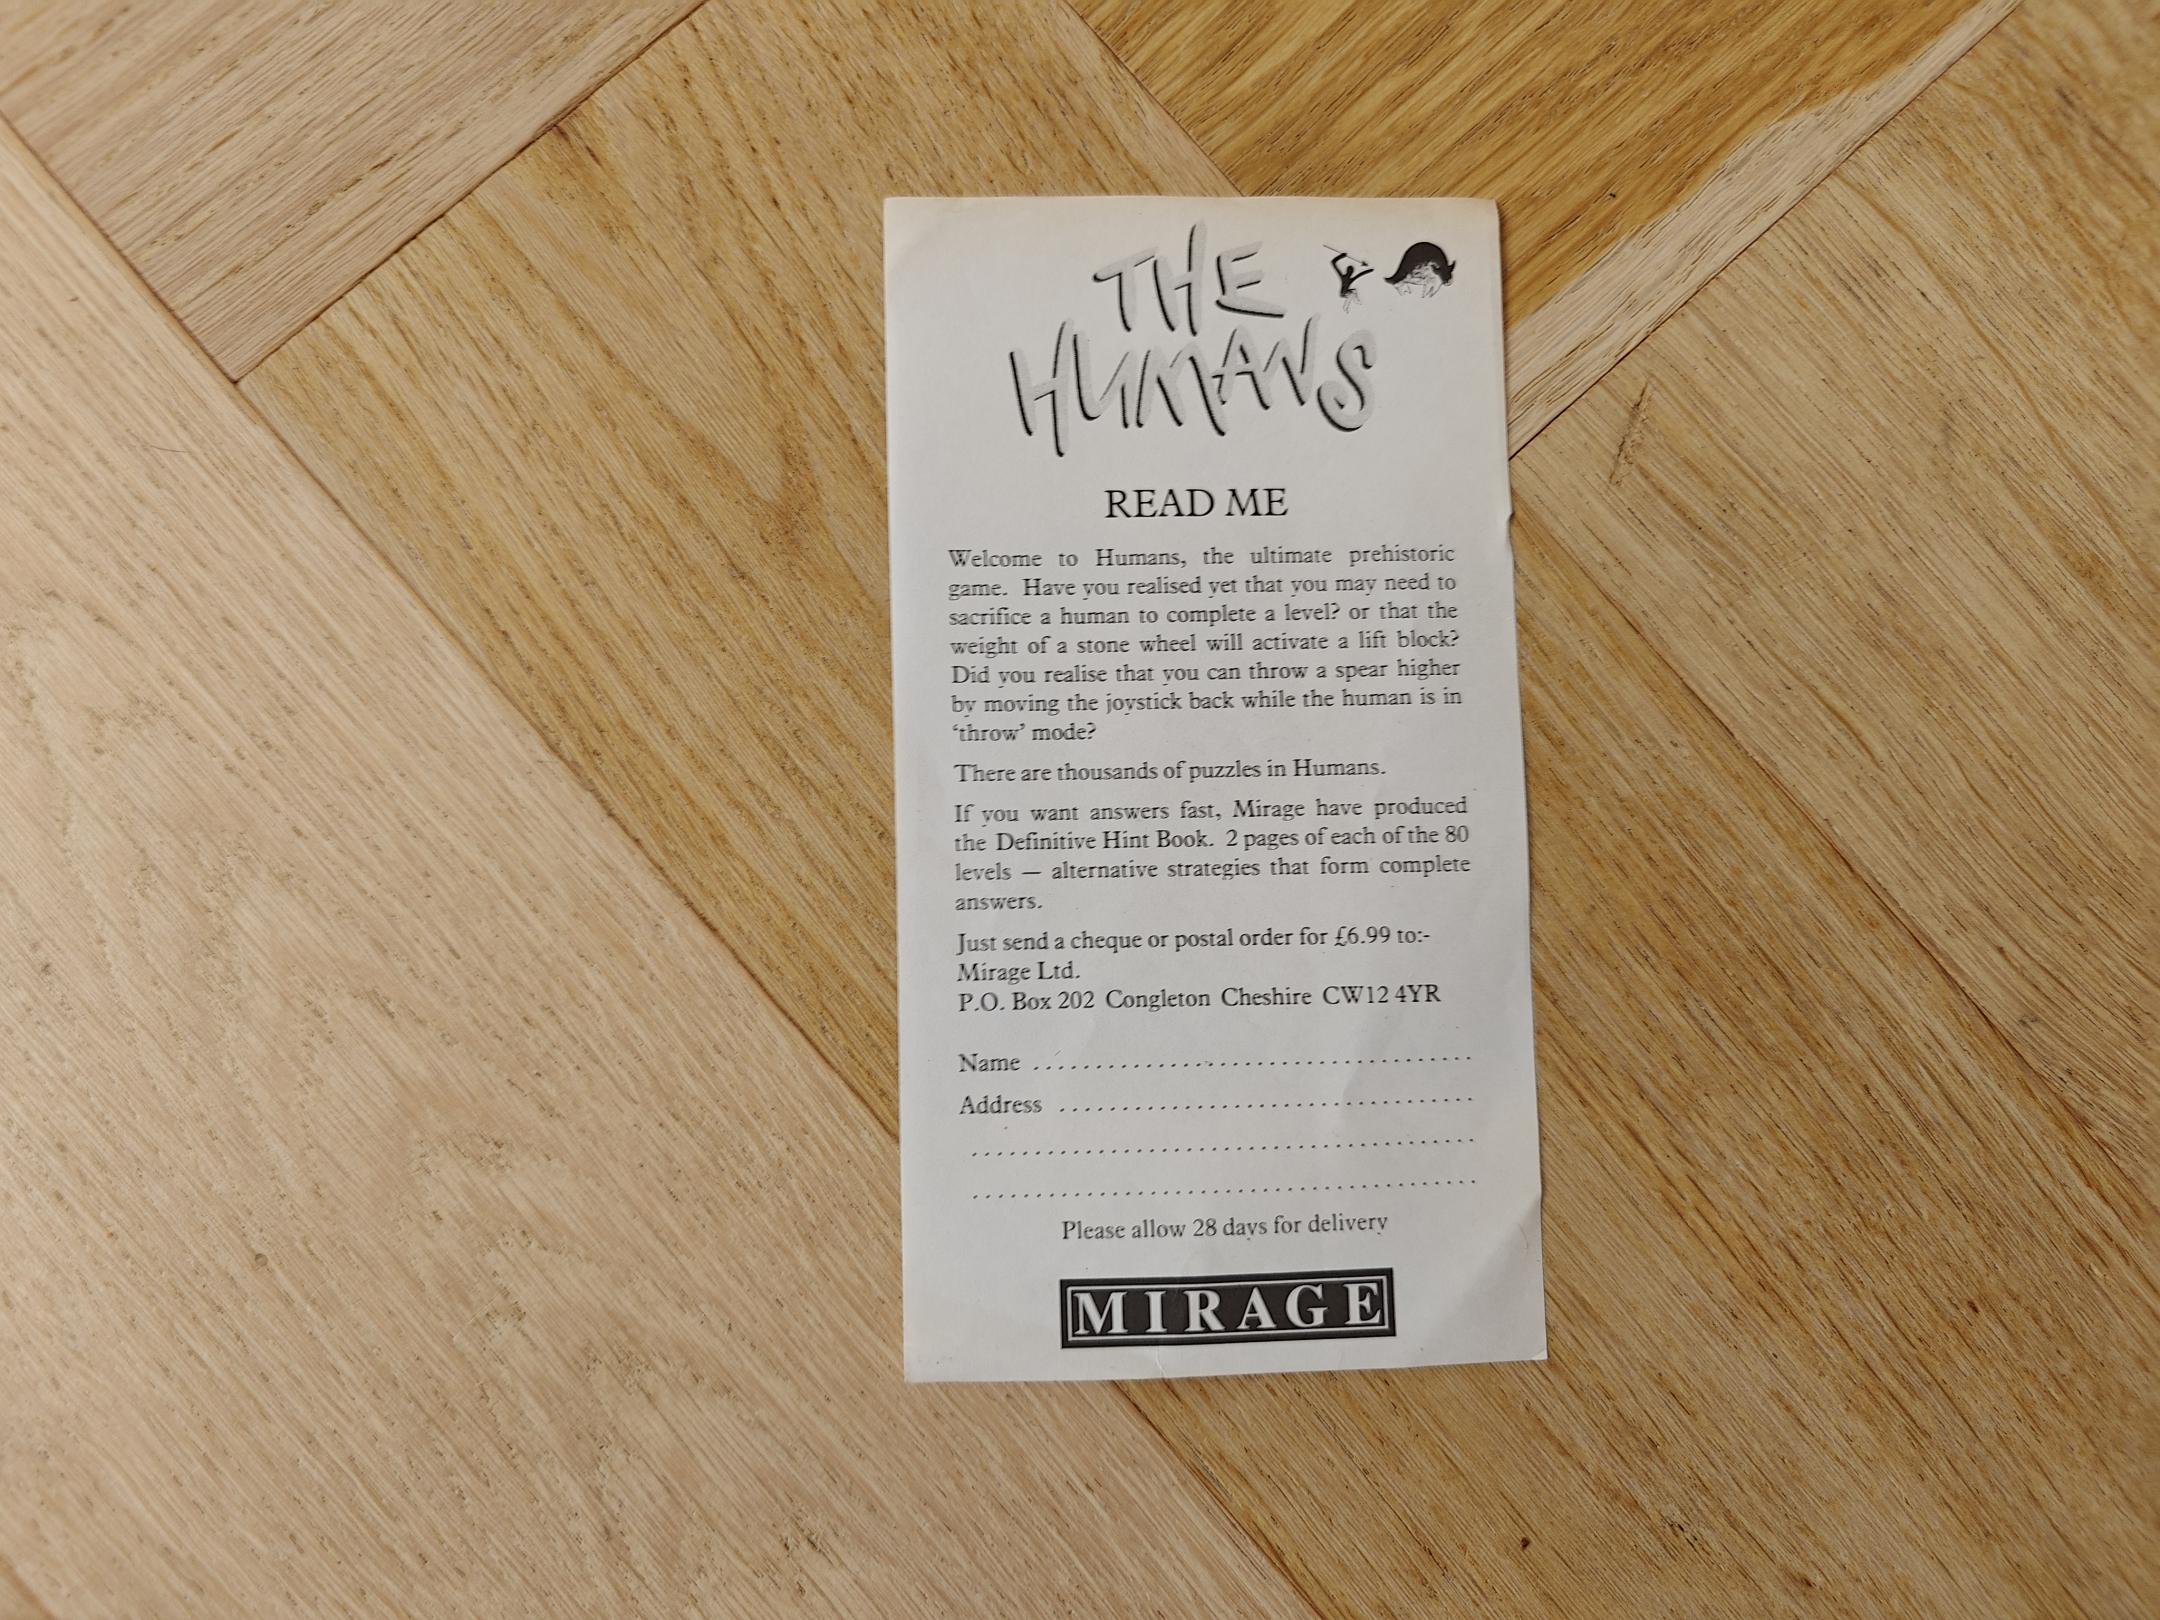 THE
HUMANS
READ ME
Welcome to Humans, the ultimate prehistoric
game. Have you realised yet that you may need to
sacrifice a human to complete a level? or that the
weight of a stone wheel will activate a lift block?
Did you realise that you can throw a spear higher
by moving the joystick back while the human is in
‘throw’ mode?
There are thousands of puzzles in Humans.
If you want answers fast, Mirage have produced
the Definitive Hint Book. 2 pages of each of the 80
levels — alternative strategies that form complete
answers.
Just send a cheque or postal order for £6.99 to:-
Mirage Ltd.
P.O. Box 202 Congleton Cheshire CW12 4YR
Name ........................................
Address ......................................
..............................................
..............................................
Please allow 28 days for delivery
MIRAGE